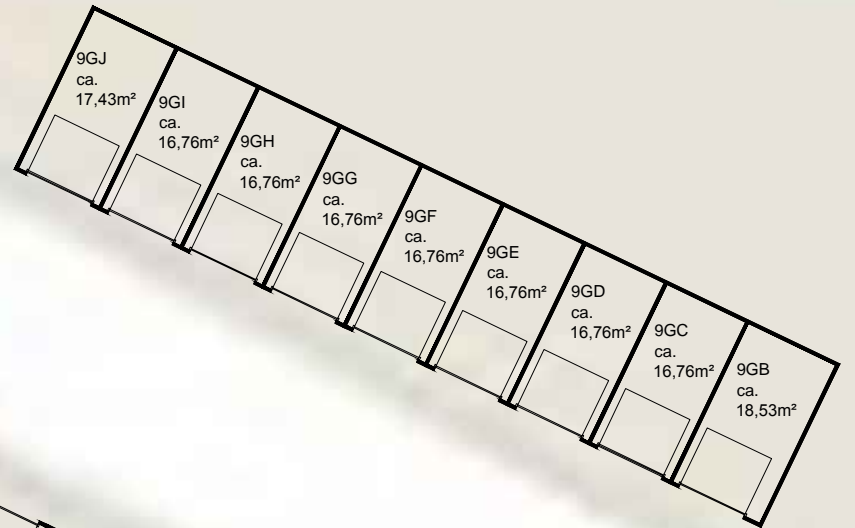 9GJ
ca.
17,43m²
9GI
ca.
16,76m²
9GH
ca.
16,76m²
9GG
ca.
16,76m²
9GF
ca.
16,76m²
9GE
ca.
16,76m²
9GD
ca.
16,76m²
9GC
ca.
16,76m²
9GB
ca.
18,53m²